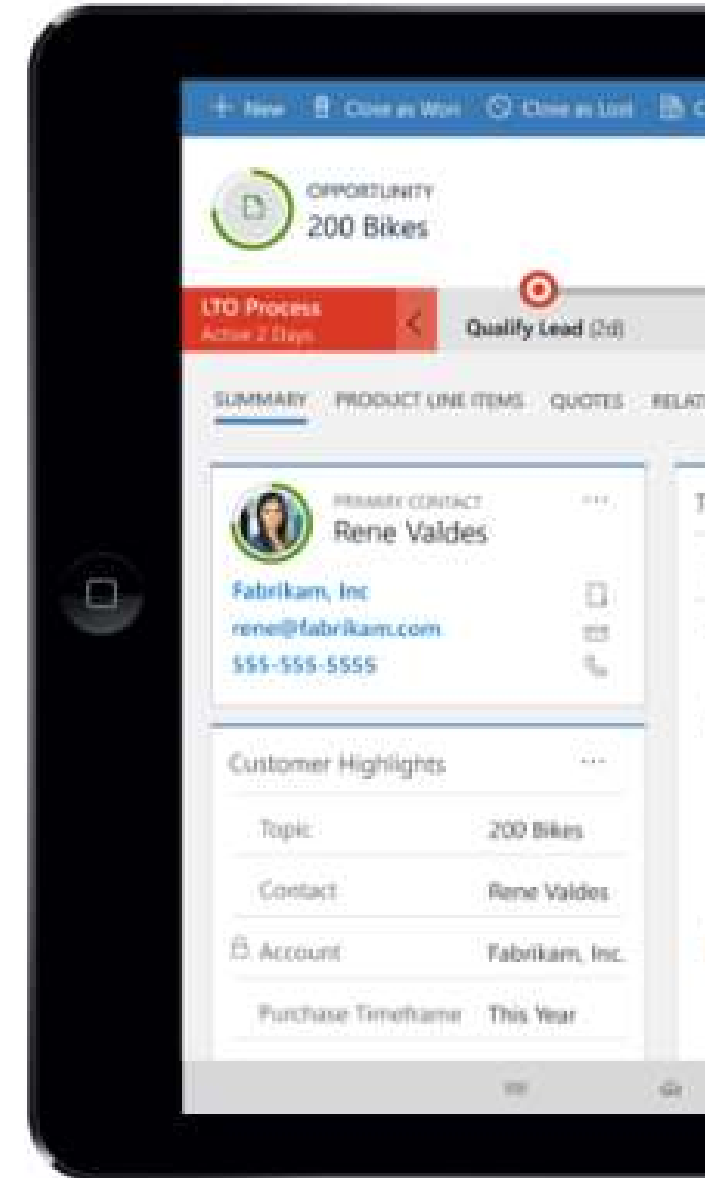 + New Close as Won Close as Lost
OPPORTUNITY
200 Bikes
LTO Process
Active 2 Days
Qualify Lead (2d)
SUMMARY PRODUCT LINE ITEMS QUOTES RELAT
PRIMARY CONTACT ...
Rene Valdes
Fabrikam, Inc
rene@fabrikam.com
555-555-5555
Customer Highlights ...
Topic 200 Bikes
Contact Rene Valdes
Account Fabrikam, Inc.
Purchase Timeframe This Year